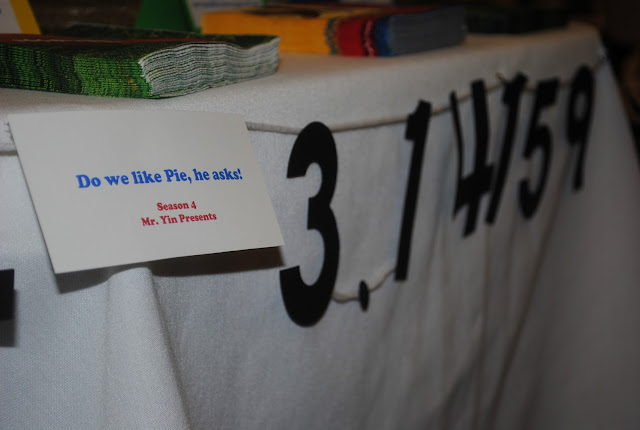 Do we like Pie, he asks!
Season 4
Mr. Yin Presents
3.14159